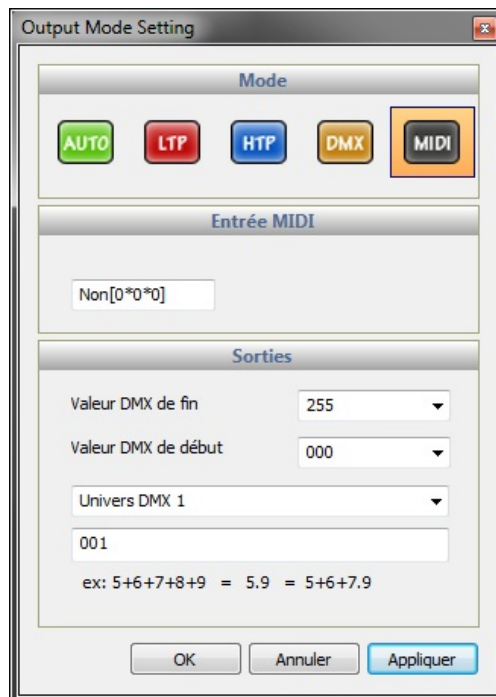 Output Mode Setting
Mode
AUTO LTP HTP DMX MIDI
Entrée MIDI
Non[0*0*0]
Sorties
Valeur DMX de fin 255
Valeur DMX de début 000
Univers DMX 1
001
ex: 5+6+7+8+9 = 5.9 = 5+6+7.9
OK Annuler Appliquer